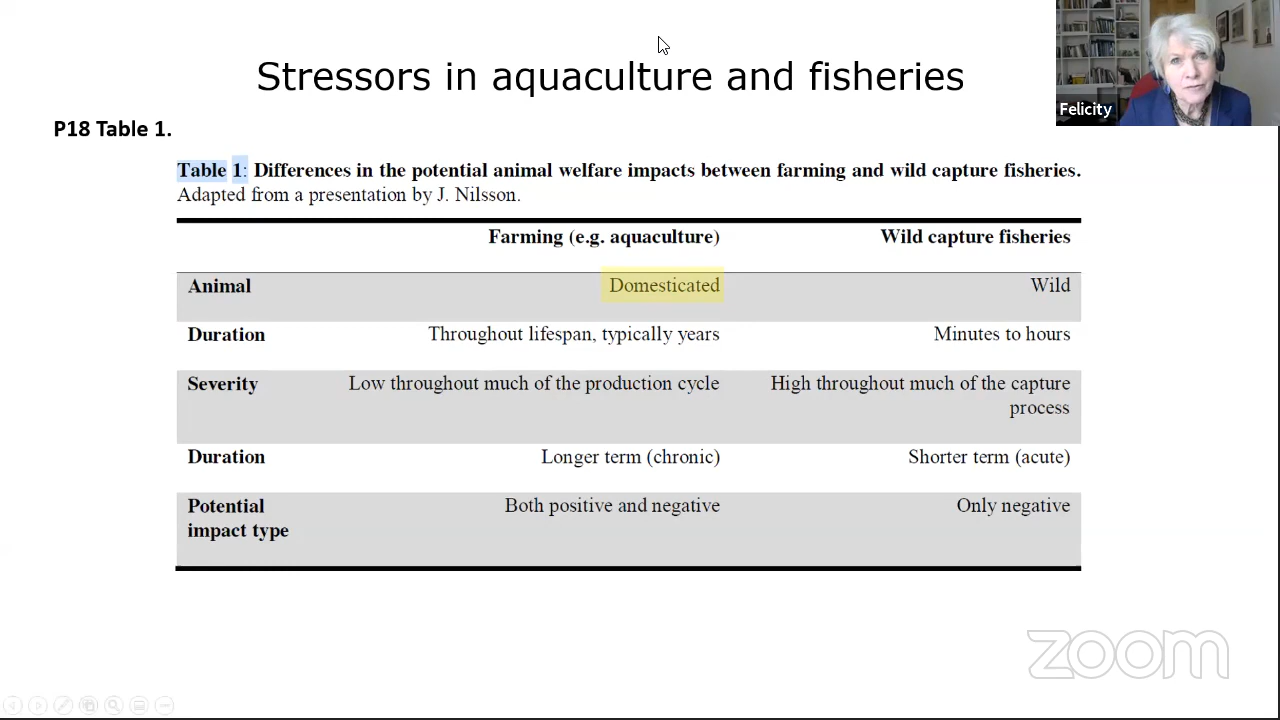 Stressors in aquaculture and fisheries
Felicity
P18 Table 1.
Table 1: Differences in the potential animal welfare impacts between farming and wild capture fisheries.
Adapted from a presentation by J. Nilsson.
Farming (e.g. aquaculture) Wild capture fisheries
Animal Domesticated Wild
Duration Throughout lifespan, typically years Minutes to hours
Severity Low throughout much of the production cycle High throughout much of the capture
process
Duration Longer term (chronic) Shorter term (acute)
Potential Both positive and negative Only negative
impact type
zoom